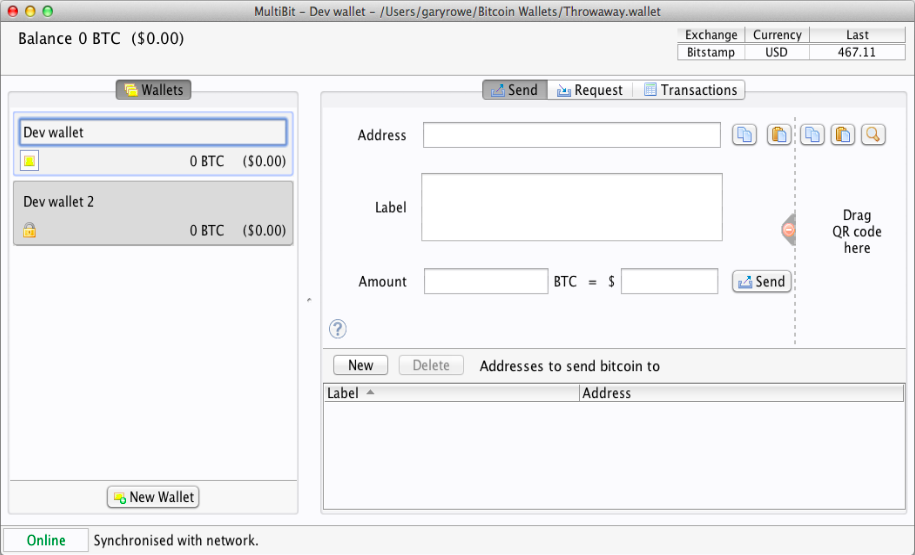 MultiBit - Dev wallet - /Users/garyrowe/Bitcoin Wallets/Throwaway.wallet
Balance 0 BTC ($0.00)
Exchange Currency Last
Bitstamp USD 467.11
Wallets
Dev wallet
0 BTC ($0.00)
Dev wallet 2
0 BTC ($0.00)
New Wallet
Send Request Transactions
Address
Label
Drag
QR code
here
Amount BTC = $ Send
?
New Delete Addresses to send bitcoin to
Label Address
Online Synchronised with network.